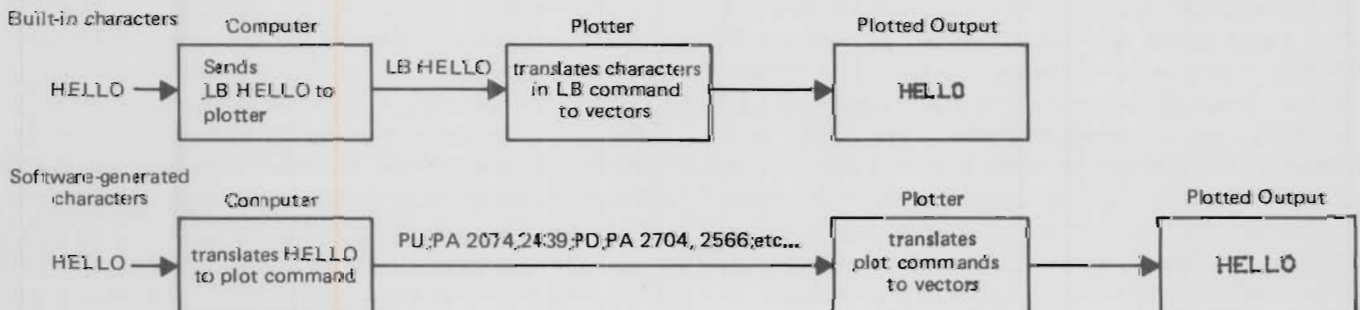 Built-in characters
Computer
Plotter
Plotted Output
HELLO
Sends
LB HELLO to
plotter
LB HELLO
translates characters
in LB command
to vectors
HELLO
Software-generated
characters
Computer
Plotter
Plotted Output
HELLO
translates HELLO
to plot command
PU;PA 2074,2439;PD;PA 2704, 2566;etc...
translates
plot commands
to vectors
HELLO